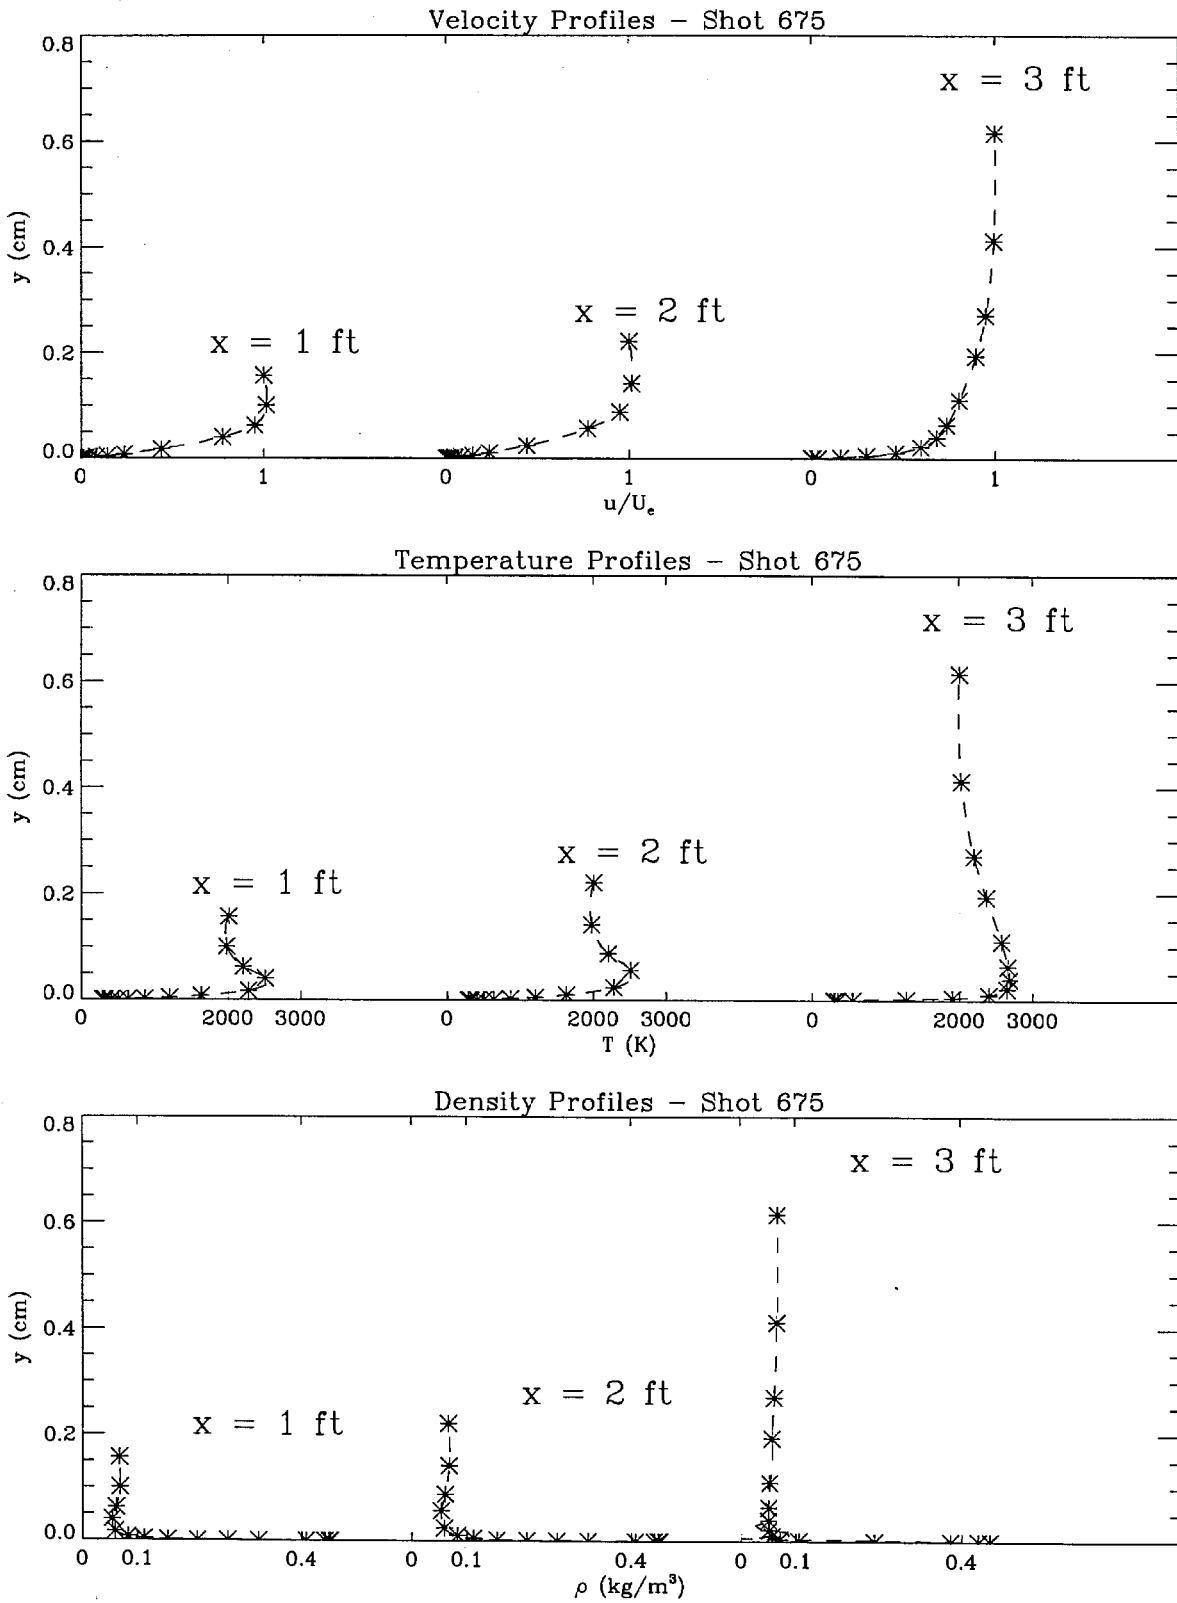 Velocity Profiles – Shot 675
0.8
x = 3 ft
0.6
y (cm)
0.4
x = 2 ft
x = 1 ft
0.2
0.0
0 1 0 1 0 1
u/Uₑ
Temperature Profiles – Shot 675
0.8
x = 3 ft
0.6
y (cm)
0.4
x = 2 ft
x = 1 ft
0.2
0.0
0 2000 3000 0 2000 3000 0 2000 3000
T (K)
Density Profiles – Shot 675
0.8
x = 3 ft
0.6
y (cm)
0.4
x = 2 ft
x = 1 ft
0.2
0.0
0 0.1 0.4 0 0.1 0.4 0 0.1 0.4
ρ (kg/m³)